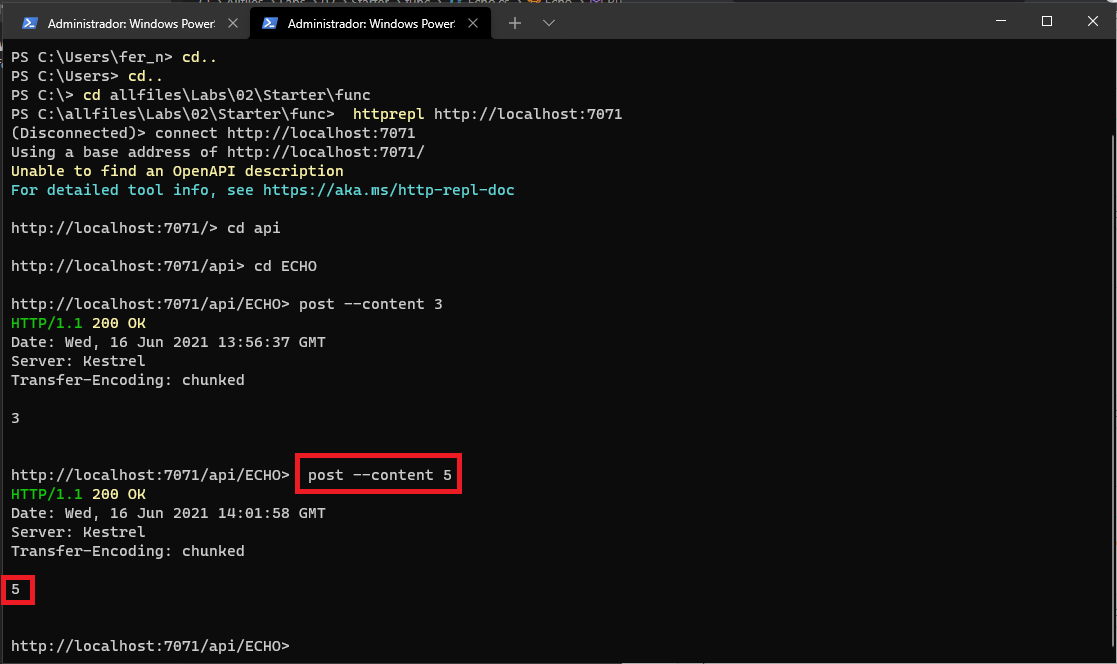 Administrador: Windows PowerS
Administrador: Windows PowerS
PS C:\Users\fer_n> cd..
PS C:\Users> cd..
PS C:\> cd allfiles\Labs\02\Starter\func
PS C:\allfiles\Labs\02\Starter\func>  httprepl http://localhost:7071
(Disconnected)> connect http://localhost:7071
Using a base address of http://localhost:7071/
Unable to find an OpenAPI description
For detailed tool info, see https://aka.ms/http-repl-doc
http://localhost:7071/> cd api
http://localhost:7071/api> cd ECHO
http://localhost:7071/api/ECHO> post --content 3
HTTP/1.1 200 OK
Date: Wed, 16 Jun 2021 13:56:37 GMT
Server: Kestrel
Transfer-Encoding: chunked
3
http://localhost:7071/api/ECHO>  post --content 5
HTTP/1.1 200 OK
Date: Wed, 16 Jun 2021 14:01:58 GMT
Server: Kestrel
Transfer-Encoding: chunked
5
http://localhost:7071/api/ECHO>